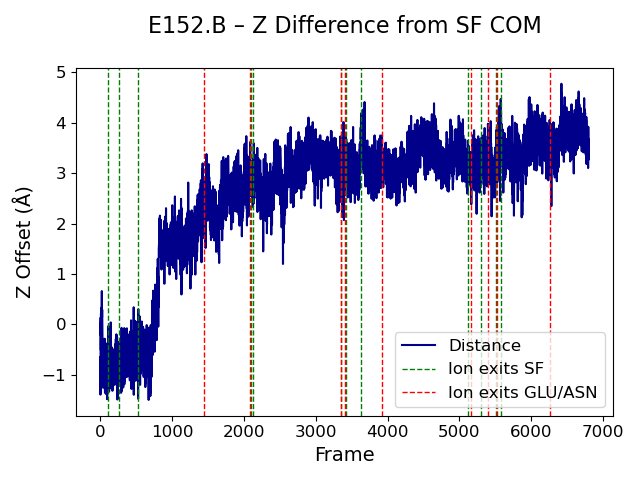 E152.B – Z Difference from SF COM
Z Offset (Å)
5
4
3
2
1
0
−1
Distance
Ion exits SF
Ion exits GLU/ASN
0 1000 2000 3000 4000 5000 6000 7000
Frame